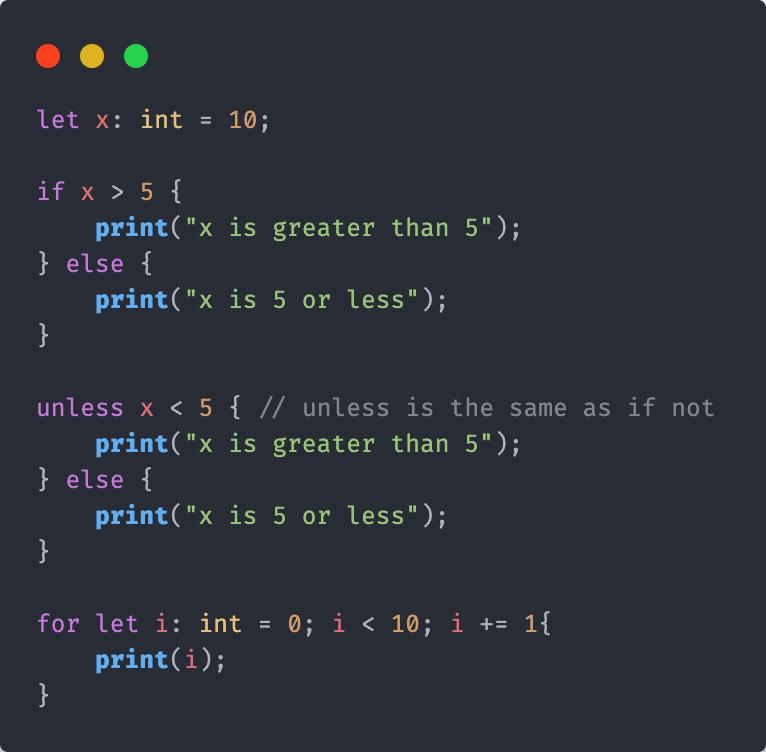 let x: int = 10;

if x > 5 {
    print("x is greater than 5");
} else {
    print("x is 5 or less");
}

unless x < 5 { // unless is the same as if not
    print("x is greater than 5");
} else {
    print("x is 5 or less");
}

for let i: int = 0; i < 10; i += 1{
    print(i);
}